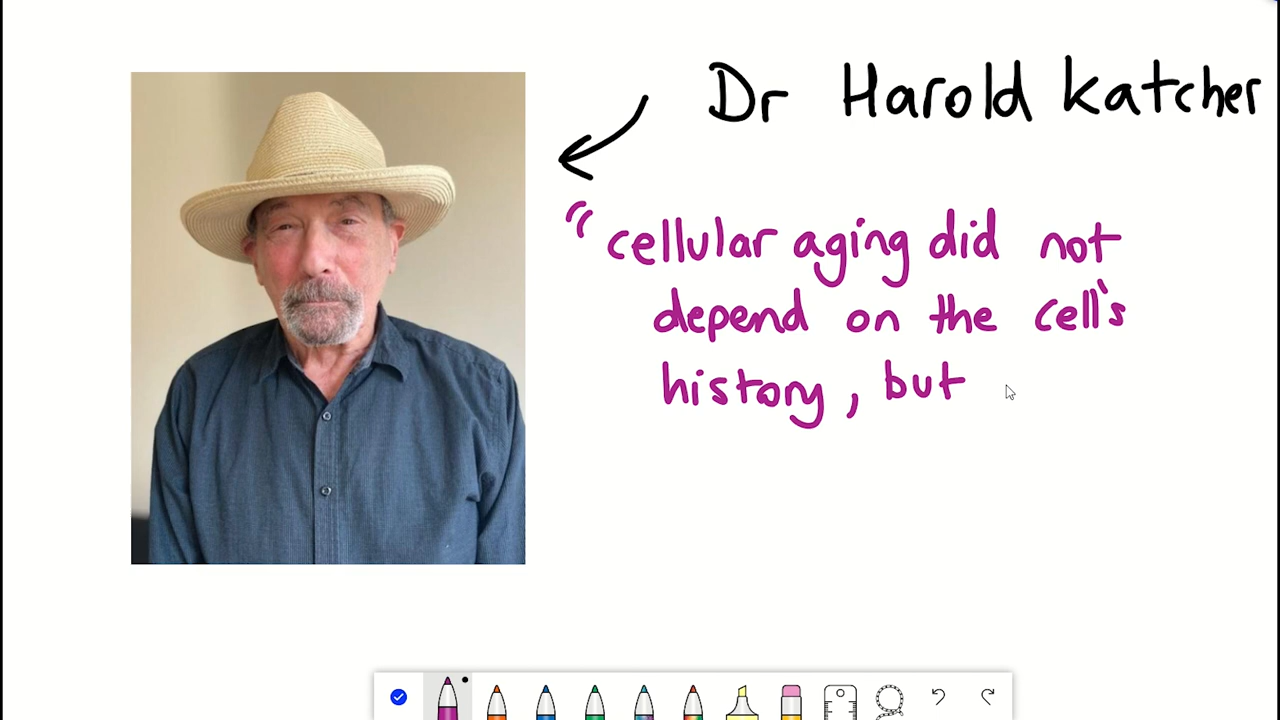 Dr Harold Katcher
"cellular aging did not
depend on the cell's
history, but